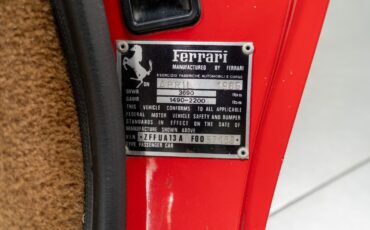 Ferrari
MANUFACTURED BY FERRARI
ESERCIZIO FABBRICHE AUTOMOBILI E CORSE
APRIL
GVWR 3690 lbs
GAWR 1490-2200 lbs
THIS VEHICLE CONFORMS TO ALL APPLICABLE
FEDERAL MOTOR VEHICLE SAFETY AND BUMPER
STANDARDS IN EFFECT ON THE DATE OF
MANUFACTURE SHOWN ABOVE
VIN ZFFUA13A F00
TYPE PASSENGER CAR